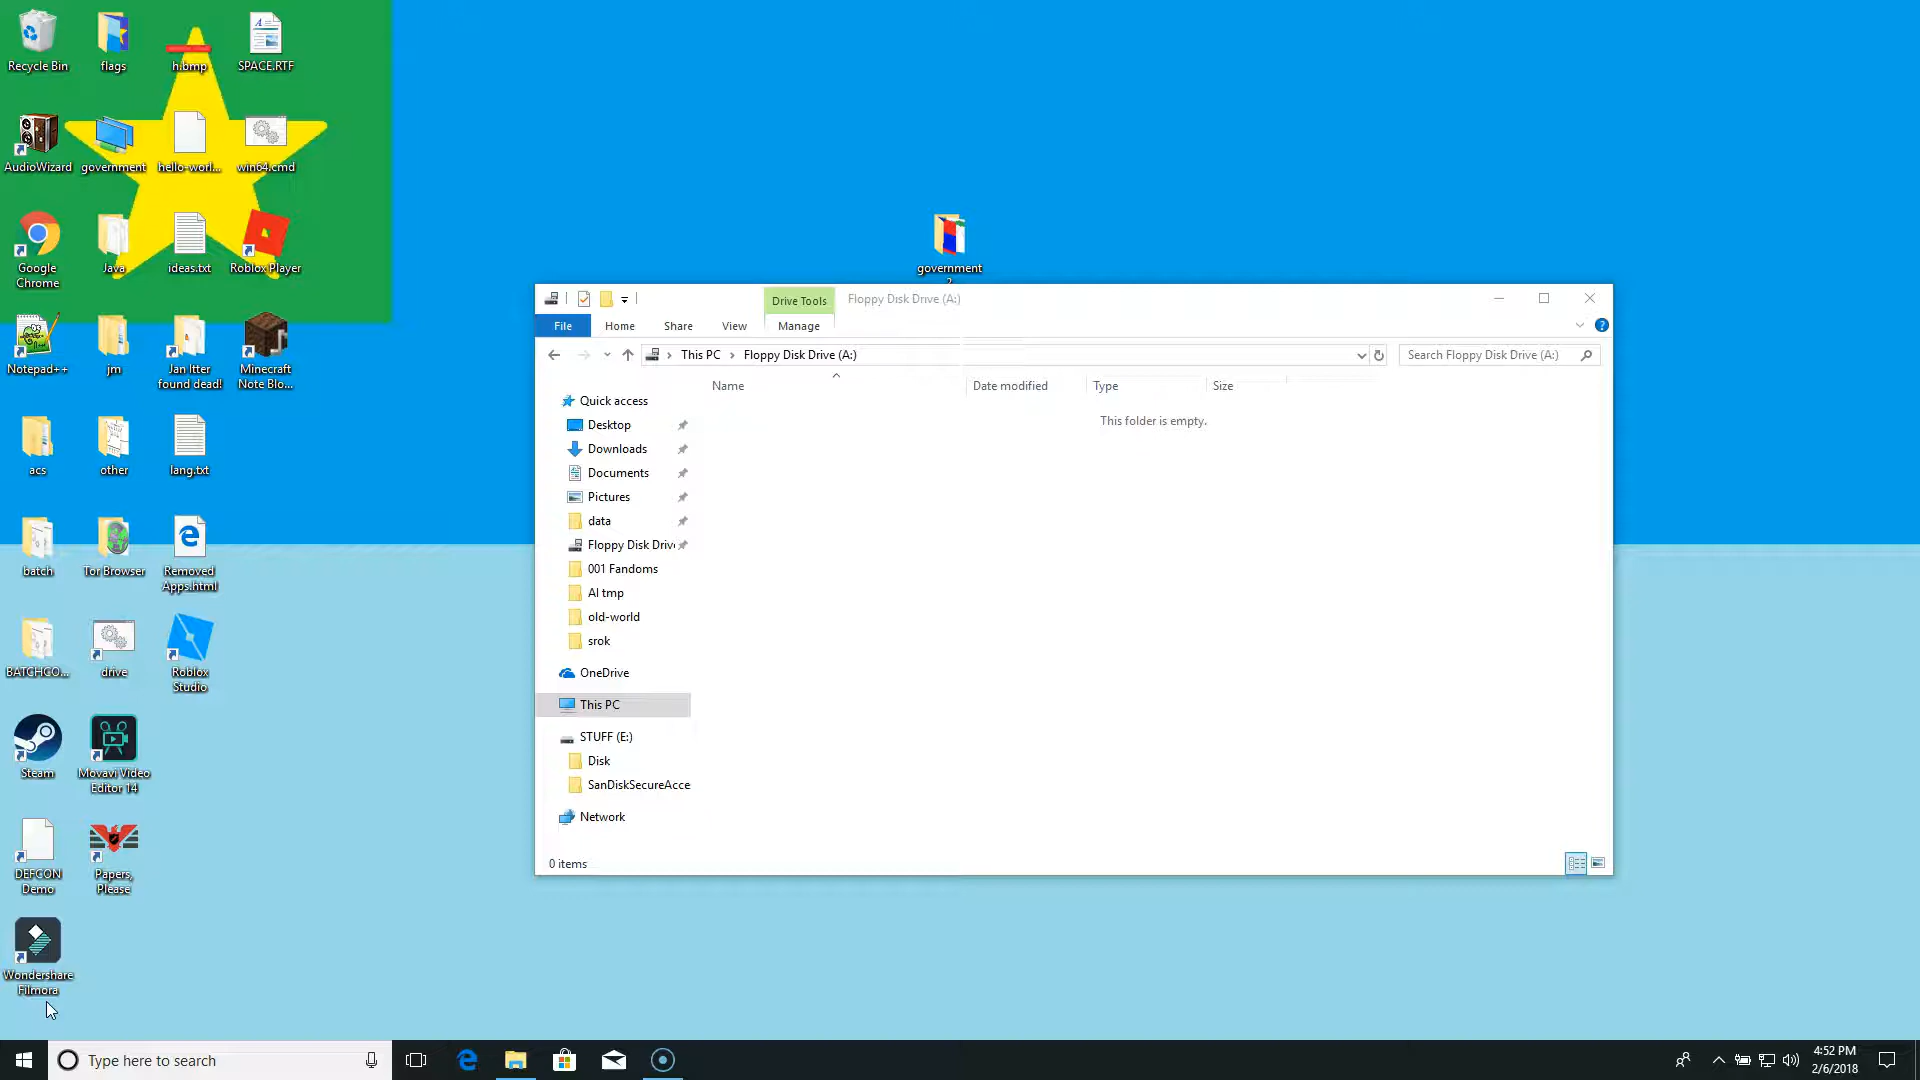 Recycle Bin
flags
h.bmp
SPACE.RTF
AudioWizard
government
hello-worl...
win64.cmd
Google
Chrome
Java
ideas.txt
Roblox Player
Notepad++
jm
Jan Itter
found dead!
Minecraft
Note Blo...
acs
other
lang.txt
batch
Tor Browser
Removed
Apps.html
BATCHCO...
drive
Roblox
Studio
Steam
Movavi Video
Editor 14
DEFCON
Demo
Papers,
Please
Wondershare
Filmora
government
Drive Tools
Floppy Disk Drive (A:)
File
Home
Share
View
Manage
This PC
Floppy Disk Drive (A:)
Search Floppy Disk Drive (A:)
Name
Date modified
Type
Size
This folder is empty.
Quick access
Desktop
Downloads
Documents
Pictures
data
Floppy Disk Driv
001 Fandoms
AI tmp
old-world
srok
OneDrive
This PC
STUFF (E:)
Disk
SanDiskSecureAcce
Network
0 items
Type here to search
4:52 PM
2/6/2018